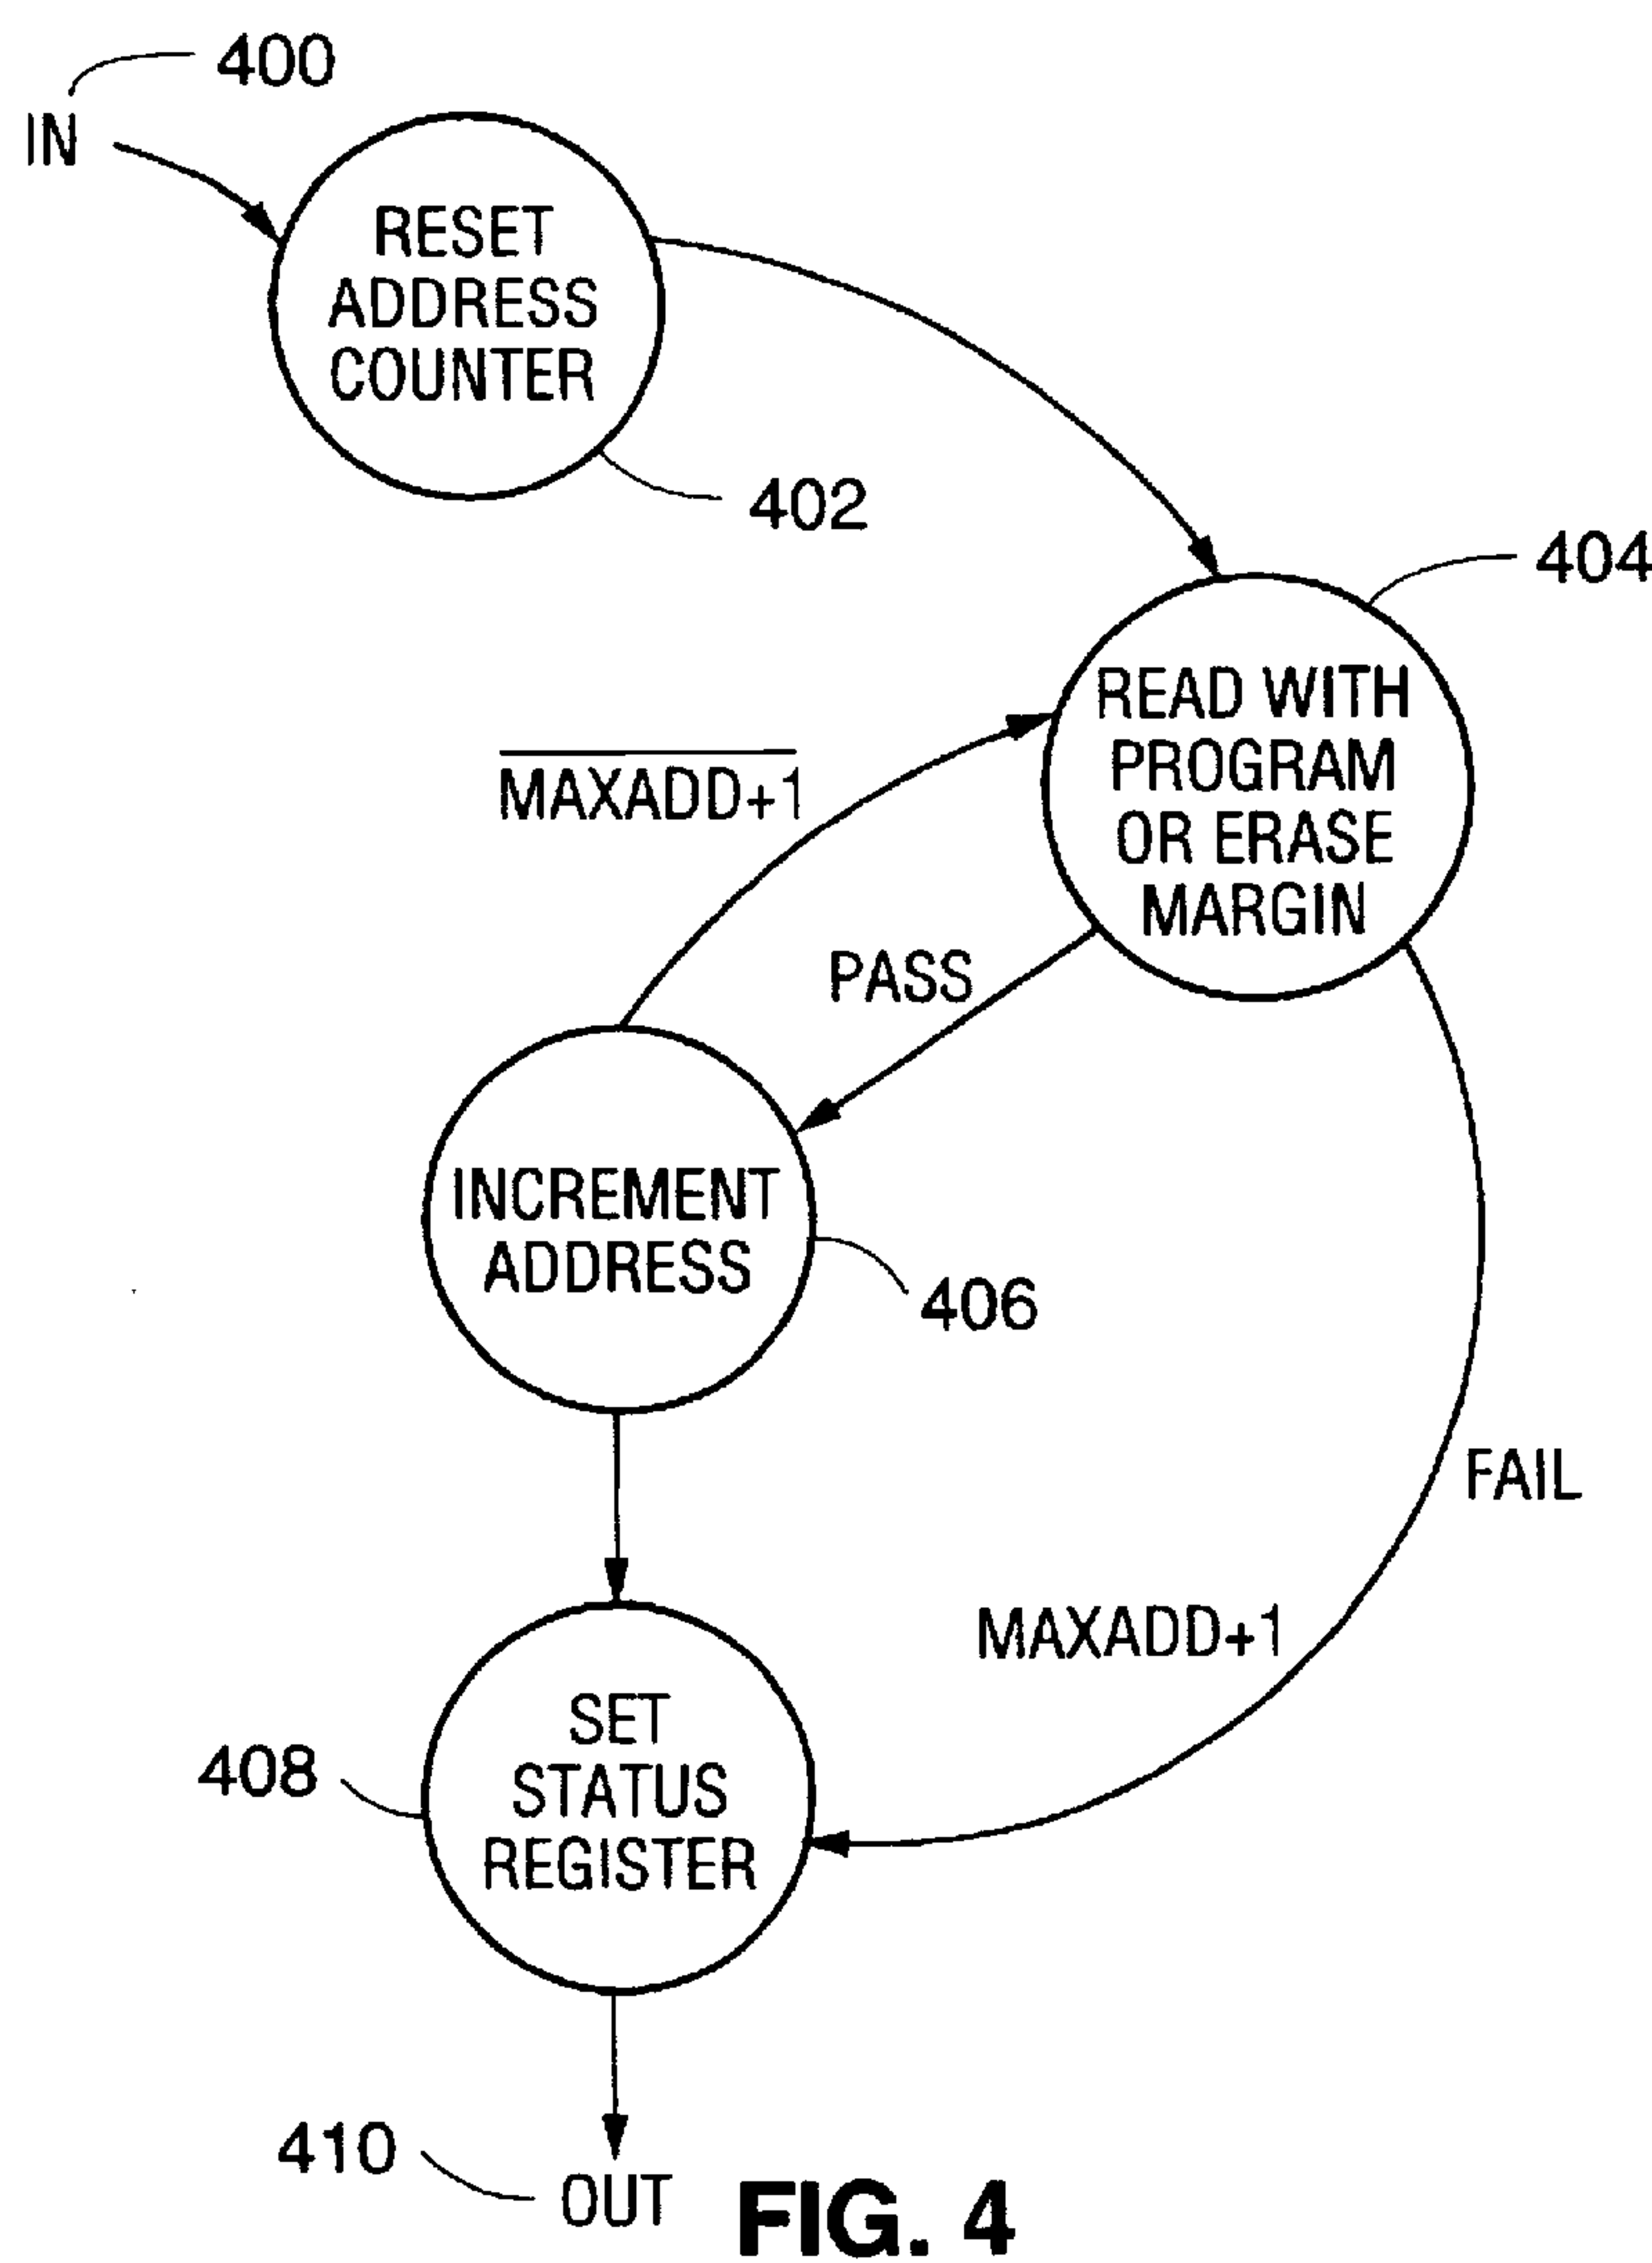 400
IN
RESET
ADDRESS
COUNTER
402
404
READ WITH
PROGRAM
OR ERASE
MARGIN
MAXADD+1
PASS
INCREMENT
ADDRESS
406
FAIL
MAXADD+1
SET
STATUS
REGISTER
408
410
OUT
FIG. 4